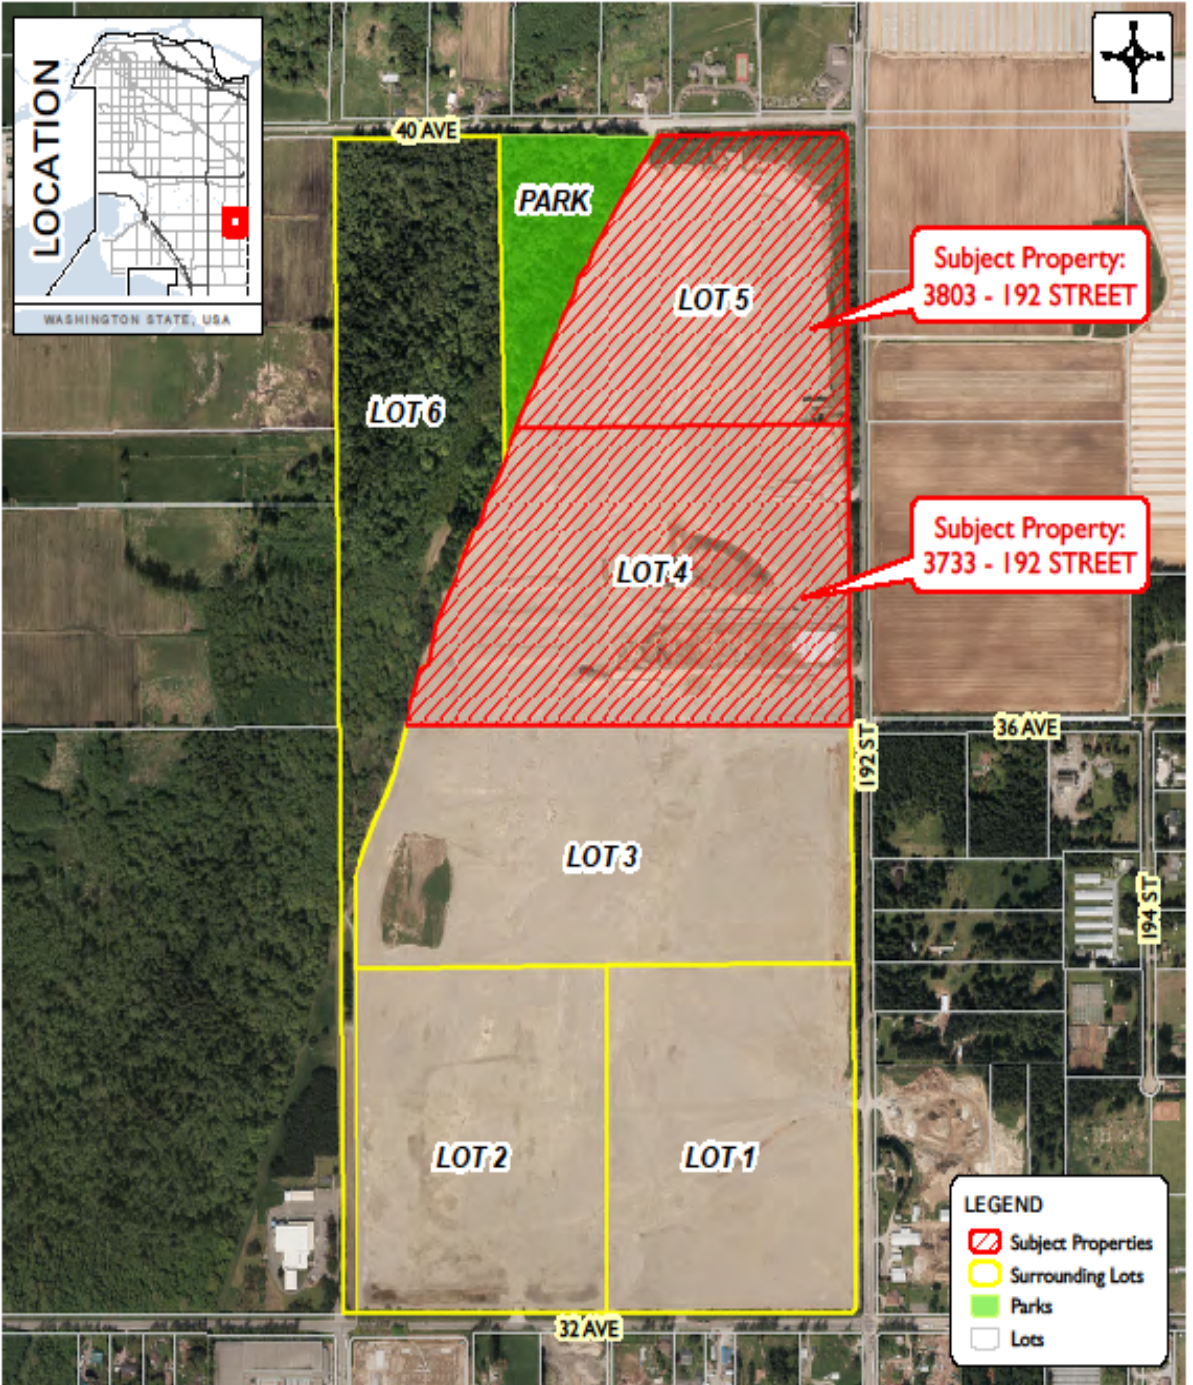 LOCATION
WASHINGTON STATE, USA
40 AVE
PARK
Subject Property:
3803 - 192 STREET
LOT 5
LOT 6
Subject Property:
3733 - 192 STREET
LOT 4
36 AVE
192 ST
LOT 3
194 ST
LOT 2
LOT 1
LEGEND
Subject Properties
Surrounding Lots
Parks
Lots
32 AVE